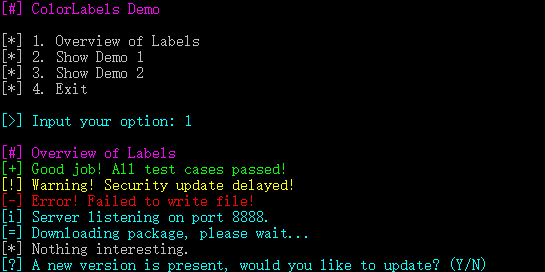 [#] ColorLabels Demo
[*] 1. Overview of Labels
[*] 2. Show Demo 1
[*] 3. Show Demo 2
[*] 4. Exit
[>] Input your option: 1
[#] Overview of Labels
[+] Good job! All test cases passed!
[!] Warning! Security update delayed!
[-] Error! Failed to write file!
[i] Server listening on port 8888.
[=] Downloading package, please wait...
[*] Nothing interesting.
[?] A new version is present, would you like to update? (Y/N)